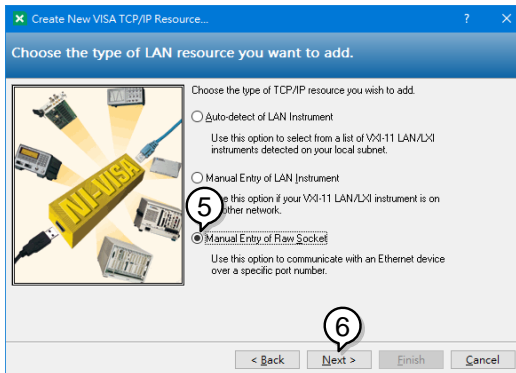 Create New VISA TCP/IP Resource...
Choose the type of LAN resource you want to add.
NI-VISA
Choose the type of TCP/IP resource you wish to add.
Auto-detect of LAN Instrument
Use this option to select from a list of VXI-11 LAN/LXI
instruments detected on your local subnet.
Manual Entry of LAN Instrument
this option if your VXI-11 LAN/LXI instrument is on
network.
5
Manual Entry of Raw Socket
Use this option to communicate with an Ethernet device
over a specific port number.
6
< Back Next > Finish Cancel